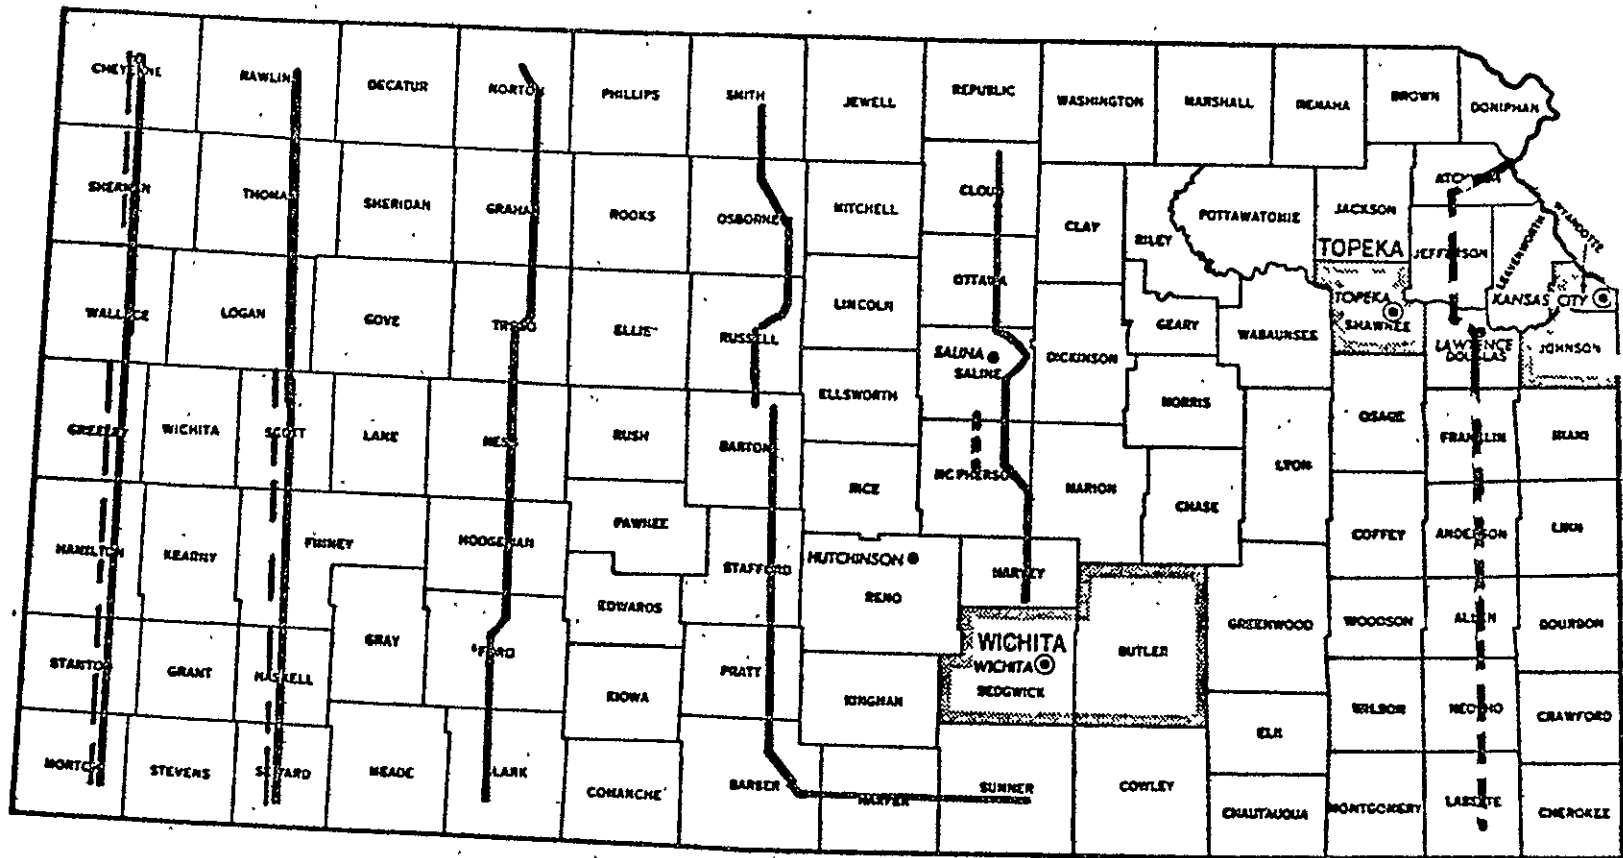 CHEYENNE
RAWLIN
DECATUR
NORTON
PHILLIPS
SMITH
JEWELL
REPUBLIC
WASHINGTON
MARSHALL
NEMAHA
BROWN
DONIPHAN
SHERMAN
THOMAS
SHERIDAN
GRAHAM
ROOKS
OSBORNE
MITCHELL
CLOUD
CLAY
RILEY
POTTAWATOMIE
JACKSON
JEFFERSON
LEAVENWORTH
WYANDOTTE
TOPEKA
TOPEKA
SHAWNEE
KANSAS CITY
WALLACE
LOGAN
GOVE
ELLIS
RUSSELL
LINCOLN
OTTAWA
SALINA
SALINE
DICKINSON
GEARY
WABAUNSEE
LAWRENCE
DOUGLAS
JOHNSON
GREELEY
WICHITA
SCOTT
LANE
NESS
RUSH
BARTON
ELLSWORTH
RICE
MC PHERSON
MARION
MORRIS
CHASE
LYON
OSAGE
FRANKLIN
MIAMI
HAMILTON
KEARNY
FINNEY
HODGEMAN
PAWNEE
STAFFORD
HUTCHINSON
RENO
HARVEY
COFFEY
ANDERSON
LINN
STANTON
GRANT
HASKELL
GRAY
FORD
EDWARDS
KIOWA
PRATT
KINGMAN
WICHITA
WICHITA
SEDGWICK
BUTLER
GREENWOOD
WOODSON
ALLEN
BOURBON
MORTON
STEVENS
MEADE
CLARK
COMANCHE
BARBER
HARPER
SUMNER
COWLEY
ELK
CHAUTAUQUA
WILSON
NEOSHO
CRAWFORD
MONTGOMERY
LABETTE
CHEROKEE